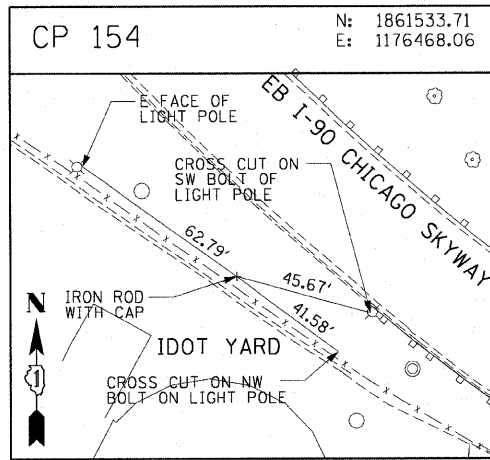 CP 154
N: 1861533.71
E: 1176468.06
E FACE OF
LIGHT POLE
EB I-90 CHICAGO SKYWAY
CROSS CUT ON
SW BOLT OF
LIGHT POLE
62.79'
45.67'
41.58'
IRON ROD
WITH CAP
N
1
IDOT YARD
CROSS CUT ON NW
BOLT ON LIGHT POLE